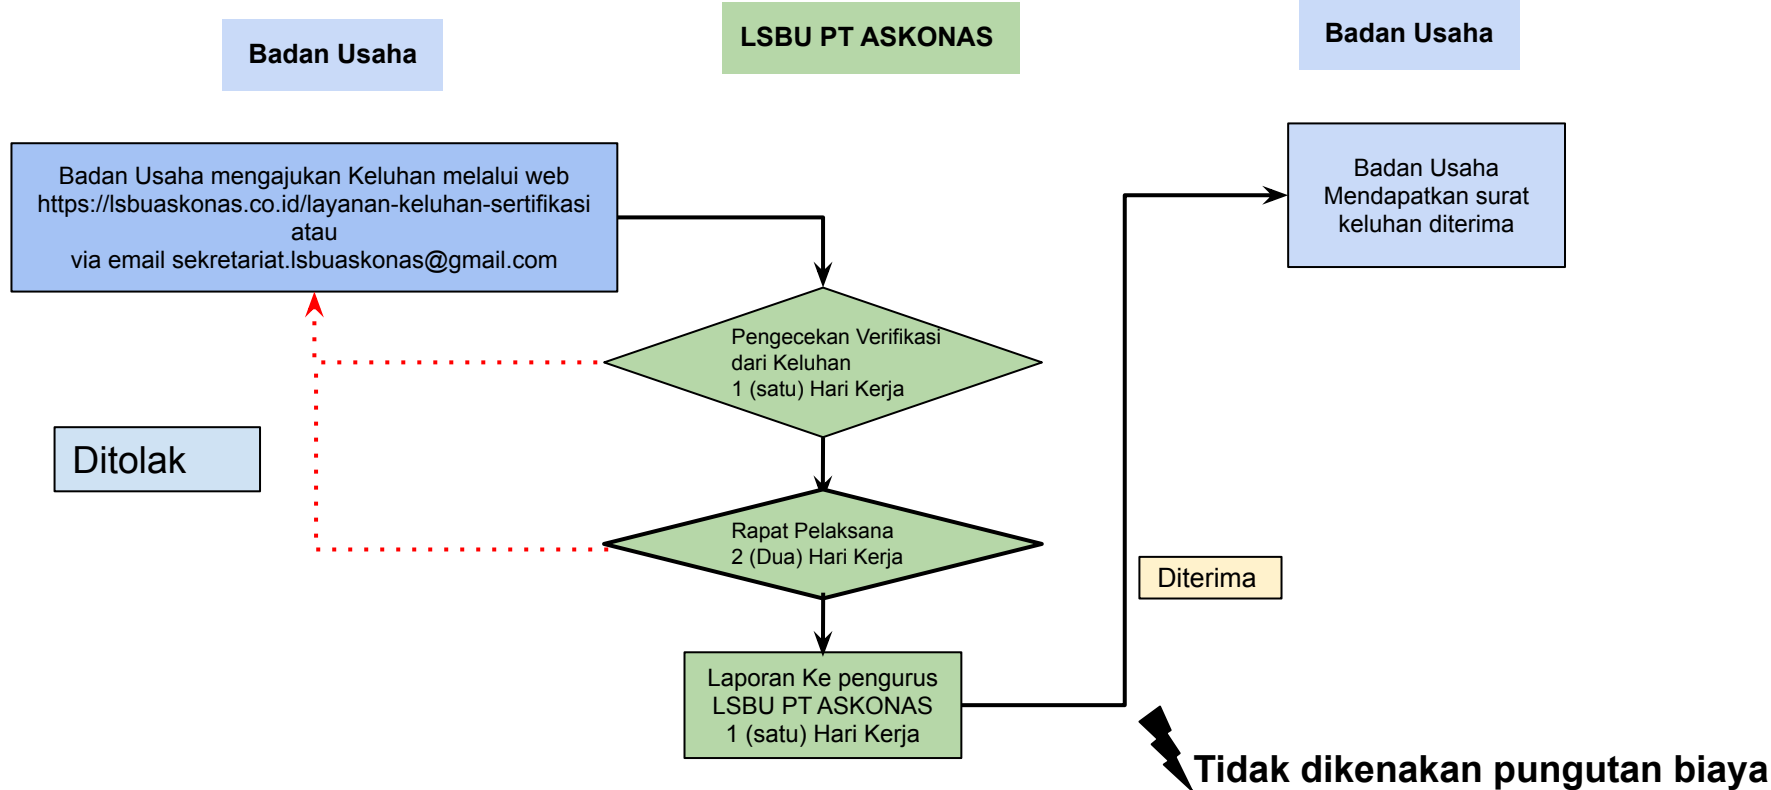 Badan Usaha
LSBU PT ASKONAS
Badan Usaha
Badan Usaha mengajukan Keluhan melalui web
https://lsbuaskonas.co.id/layanan-keluhan-sertifikasi
atau
via email sekretariat.lsbuaskonas@gmail.com
Badan Usaha
Mendapatkan surat
keluhan diterima
Pengecekan Verifikasi
dari Keluhan
1 (satu) Hari Kerja
Ditolak
Rapat Pelaksana
2 (Dua) Hari Kerja
Diterima
Laporan Ke pengurus
LSBU PT ASKONAS
1 (satu) Hari Kerja
Tidak dikenakan pungutan biaya